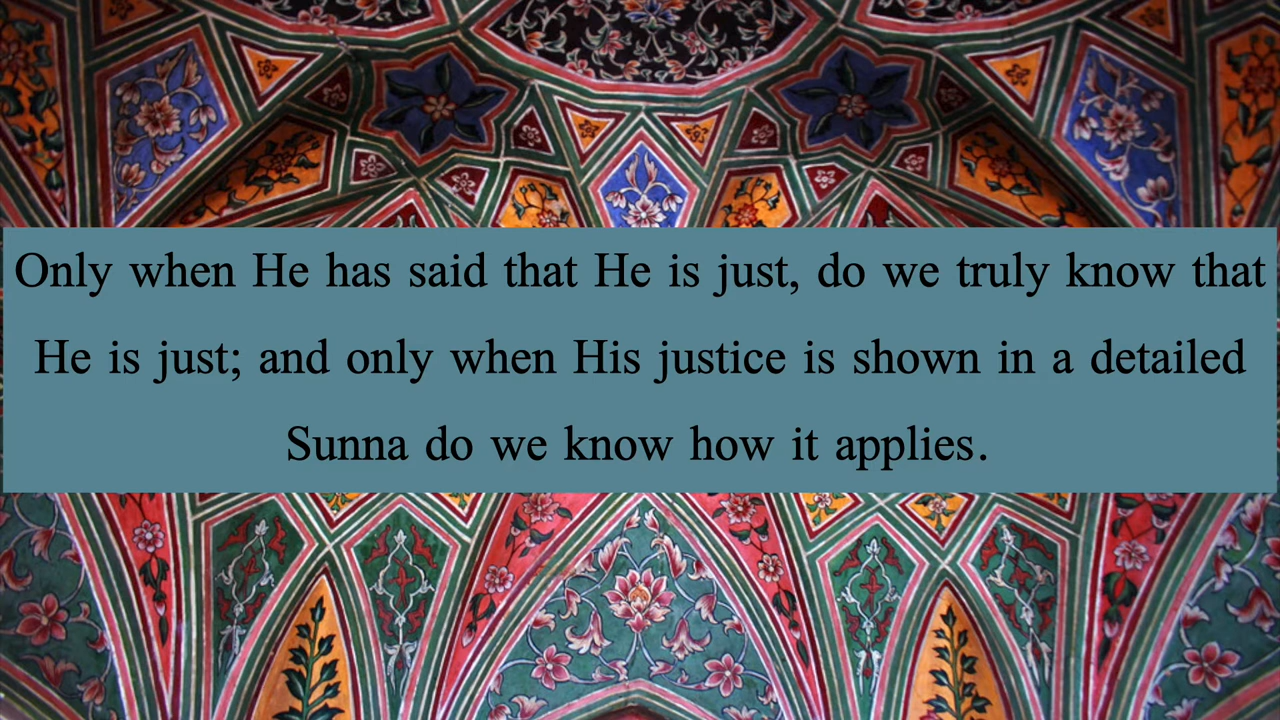 Only when He has said that He is just, do we truly know that
He is just; and only when His justice is shown in a detailed
Sunna do we know how it applies.